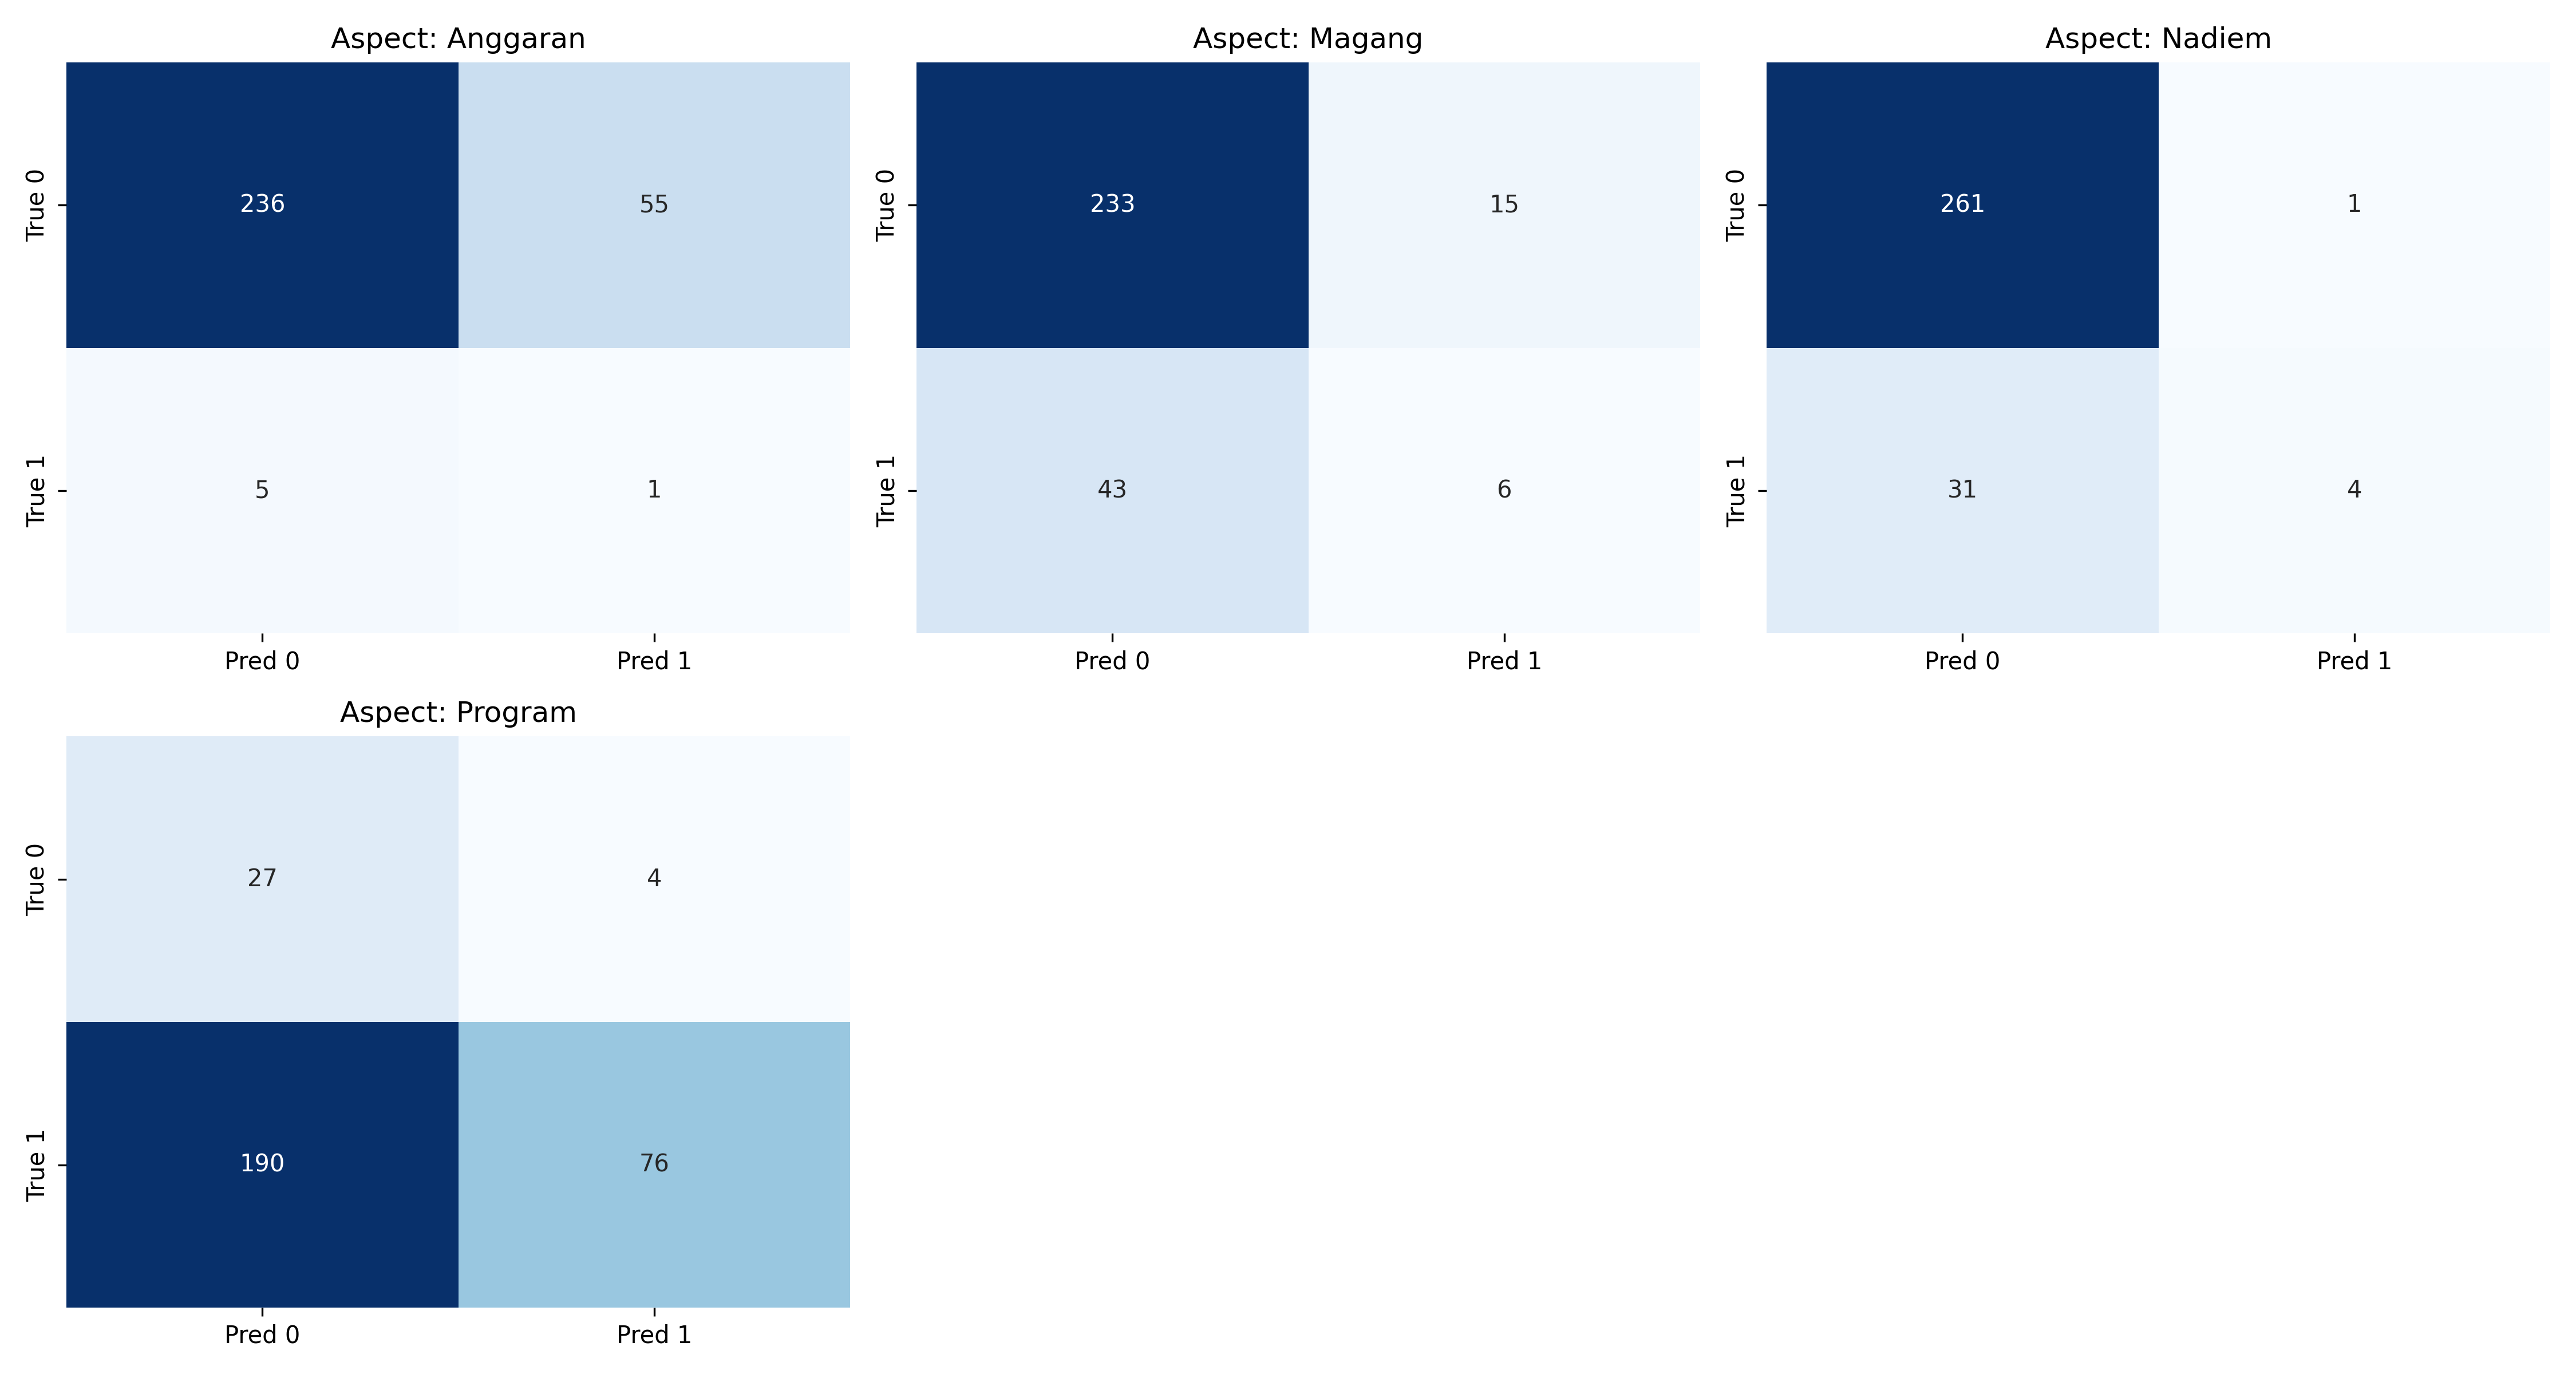 Aspect: Anggaran
True 0
236
55
True 1
5
1
Pred 0
Pred 1
Aspect: Magang
True 0
233
15
True 1
43
6
Pred 0
Pred 1
Aspect: Nadiem
True 0
261
1
True 1
31
4
Pred 0
Pred 1
Aspect: Program
True 0
27
4
True 1
190
76
Pred 0
Pred 1